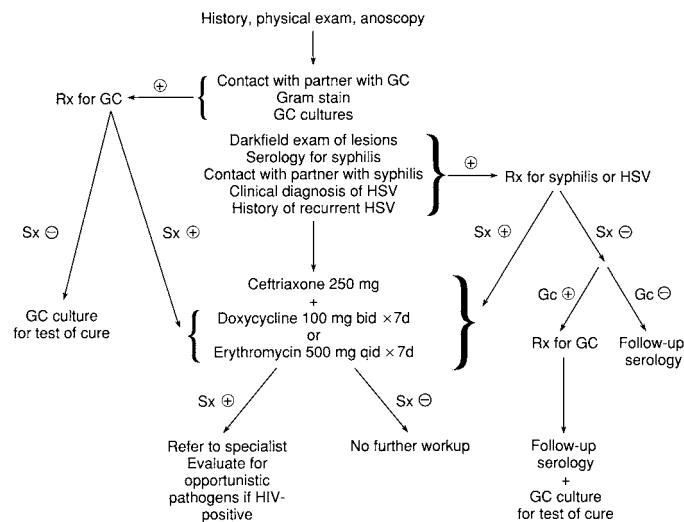 History, physical exam, anoscopy
Contact with partner with GC
Gram stain
GC cultures
⊕
Rx for GC
Darkfield exam of lesions
Serology for syphilis
Contact with partner with syphilis
Clinical diagnosis of HSV
History of recurrent HSV
⊕
Rx for syphilis or HSV
Sx ⊖
Sx ⊕
Sx ⊕
Sx ⊖
GC culture
for test of cure
Ceftriaxone 250 mg
+
Doxycycline 100 mg bid ×7d
or
Erythromycin 500 mg qid ×7d
Gc ⊕
Gc ⊖
Rx for GC
Follow-up
serology
Sx ⊕
Sx ⊖
Refer to specialist
Evaluate for
opportunistic
pathogens if HIV-
positive
No further workup
Follow-up
serology
+
GC culture
for test of cure